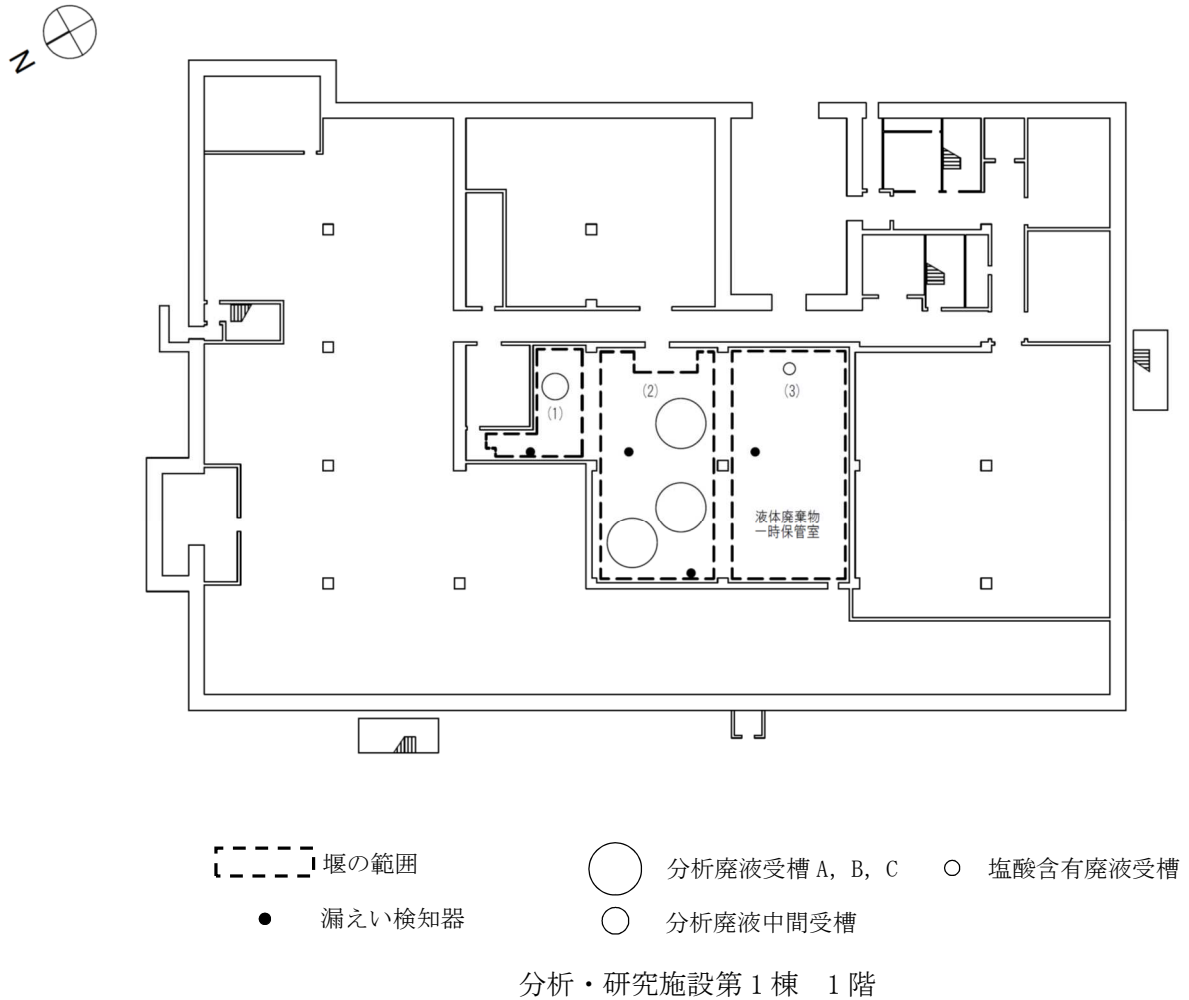 N
(1)
(2)
(3)
液体廃棄物
一時保管室
堰の範囲
分析廃液受槽 A, B, C
塩酸含有廃液受槽
漏えい検知器
分析廃液中間受槽
分析・研究施設第1棟 1階